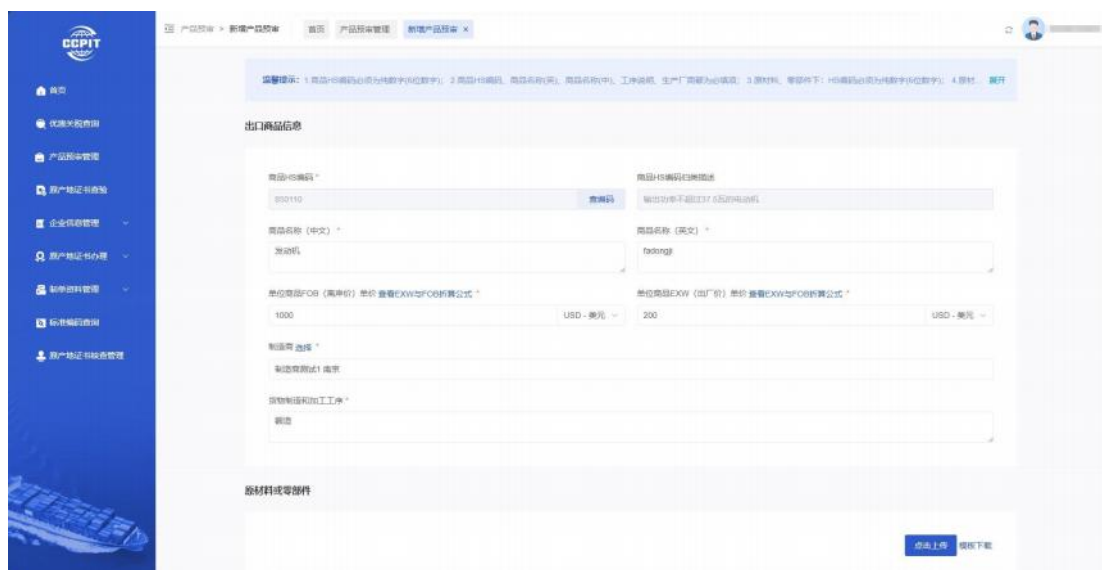 CCPIT
产品预审 > 新增产品预审 首页 产品预审管理 新增产品预审 ×
首页
优惠关税查询
产品预审管理
原产地证书查验
企业信息管理
原产地证书办理
制单资料管理
标准编码查询
原产地证书核查管理
温馨提示: 1.商品HS编码必须为纯数字(6位数字); 2.商品HS编码、商品名称(英)、商品名称(中)、工序说明、生产厂商都为必填项; 3.原材料、零部件下: HS编码必须为纯数字(6位数字); 4.原材... 展开
出口商品信息
商品HS编码 * 商品HS编码归类描述
850110 查编码 输出功率不超过37.5瓦的电动机
商品名称(中文) * 商品名称(英文) *
发动机 fadongji
单位商品FOB(离岸价)单价 查看EXW与FOB折算公式 * 单位商品EXW(出厂价)单价 查看EXW与FOB折算公式 *
1000 USD - 美元 200 USD - 美元
制造商 选择 *
制造商测试1 南京
货物制造和加工工序 *
锻造
原材料或零部件
点击上传 模板下载